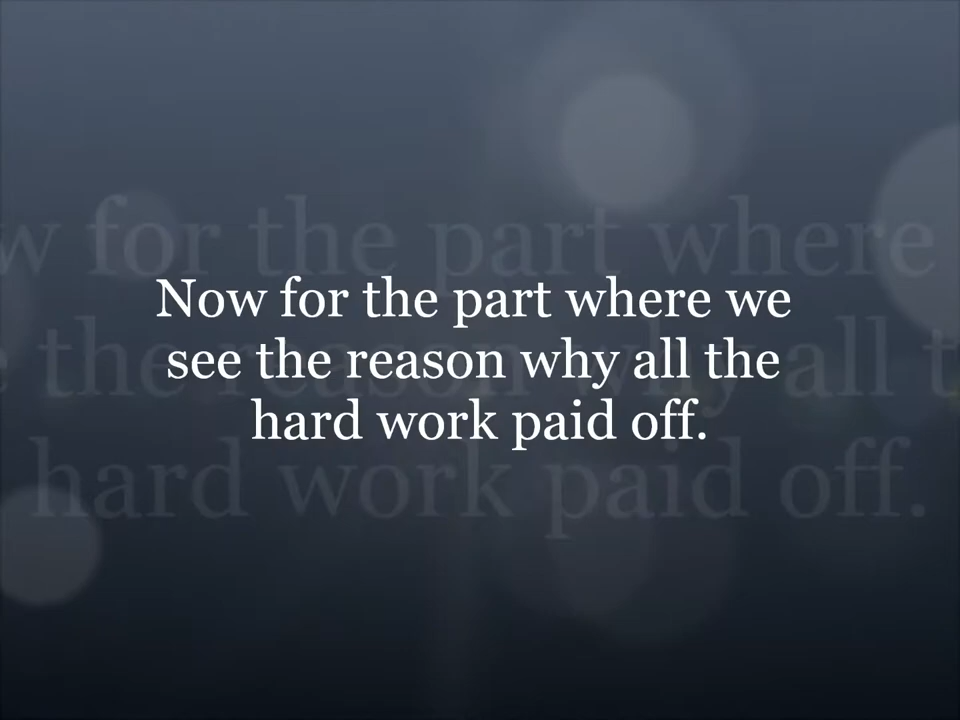 Now for the part where we
see the reason why all the
hard work paid off.